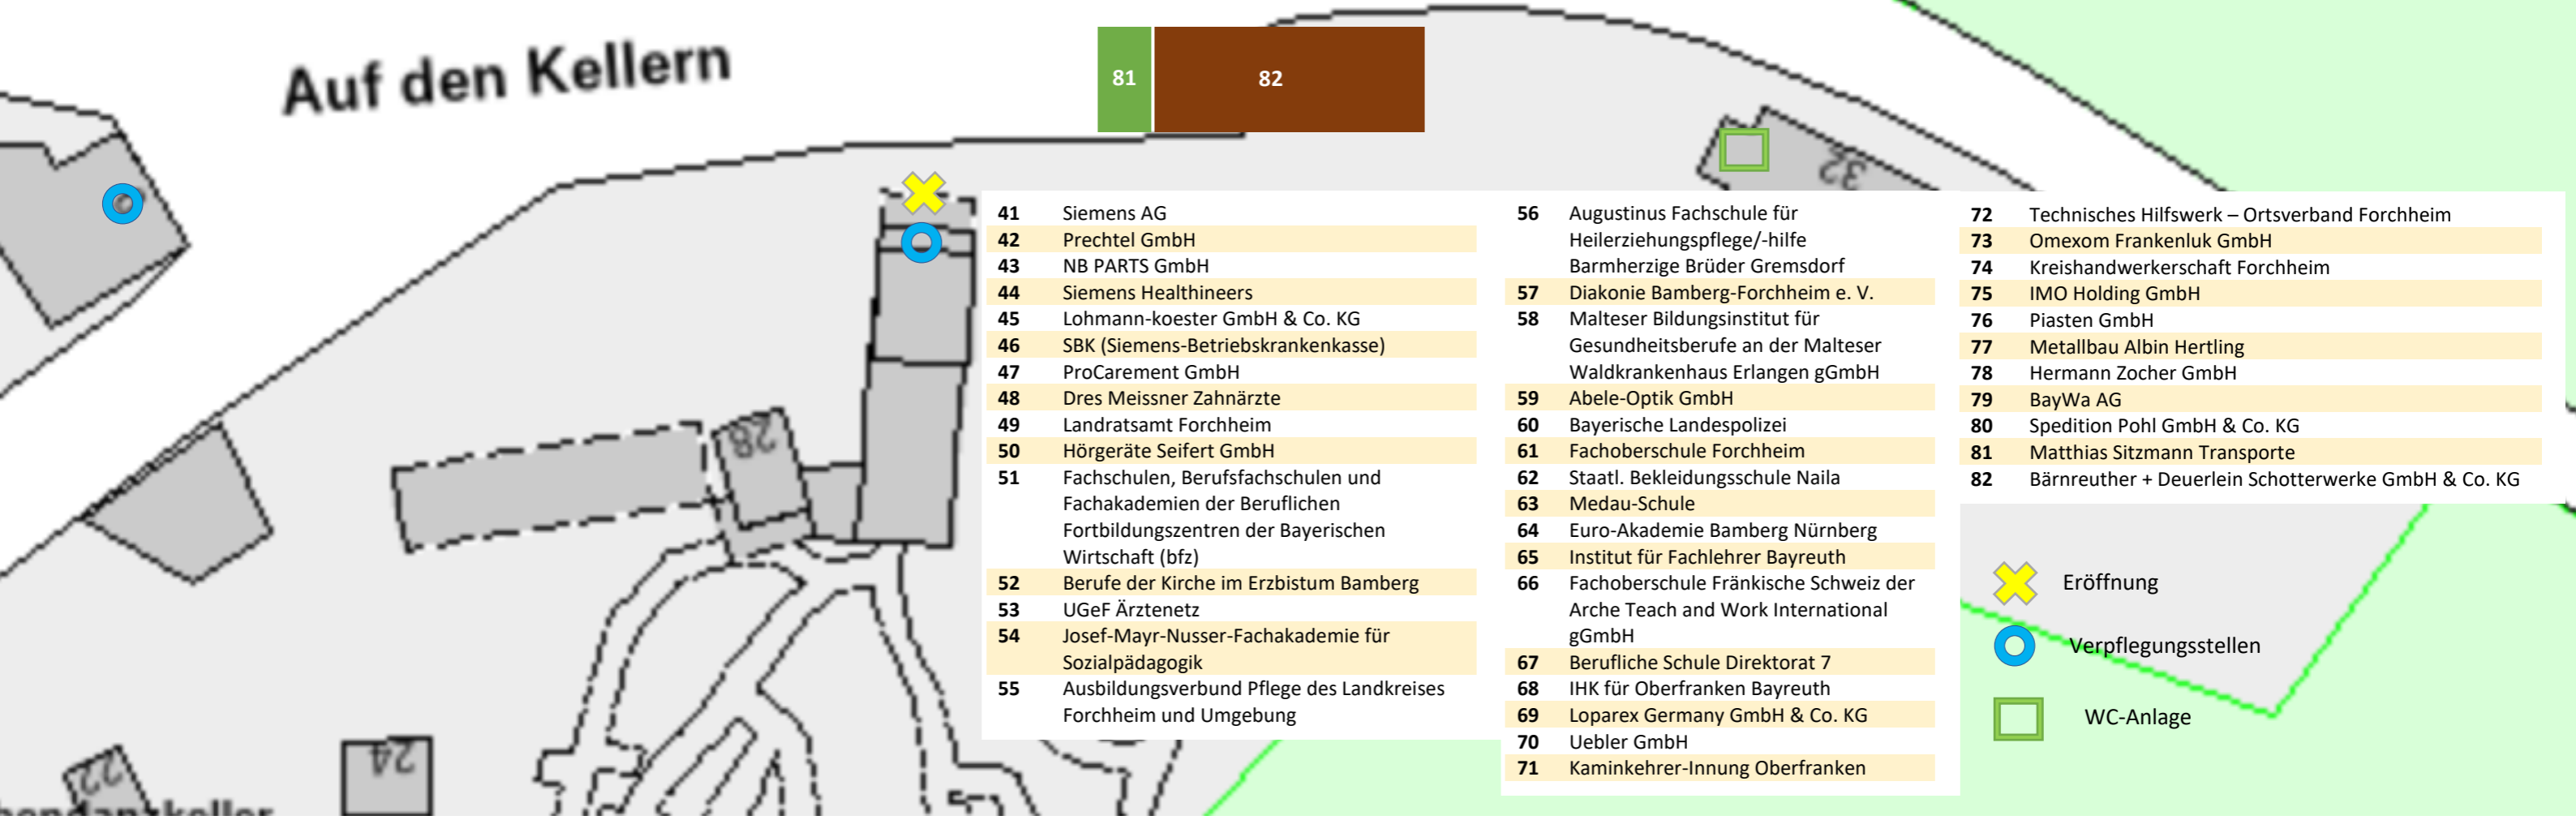 Auf den Kellern
81
82
32
28
24
22
41 Siemens AG
42 Prechtel GmbH
43 NB PARTS GmbH
44 Siemens Healthineers
45 Lohmann-koester GmbH & Co. KG
46 SBK (Siemens-Betriebskrankenkasse)
47 ProCarement GmbH
48 Dres Meissner Zahnärzte
49 Landratsamt Forchheim
50 Hörgeräte Seifert GmbH
51 Fachschulen, Berufsfachschulen und
Fachakademien der Beruflichen
Fortbildungszentren der Bayerischen
Wirtschaft (bfz)
52 Berufe der Kirche im Erzbistum Bamberg
53 UGeF Ärztenetz
54 Josef-Mayr-Nusser-Fachakademie für
Sozialpädagogik
55 Ausbildungsverbund Pflege des Landkreises
Forchheim und Umgebung
56 Augustinus Fachschule für
Heilerziehungspflege/-hilfe
Barmherzige Brüder Gremsdorf
57 Diakonie Bamberg-Forchheim e. V.
58 Malteser Bildungsinstitut für
Gesundheitsberufe an der Malteser
Waldkrankenhaus Erlangen gGmbH
59 Abele-Optik GmbH
60 Bayerische Landespolizei
61 Fachoberschule Forchheim
62 Staatl. Bekleidungsschule Naila
63 Medau-Schule
64 Euro-Akademie Bamberg Nürnberg
65 Institut für Fachlehrer Bayreuth
66 Fachoberschule Fränkische Schweiz der
Arche Teach and Work International
gGmbH
67 Berufliche Schule Direktorat 7
68 IHK für Oberfranken Bayreuth
69 Loparex Germany GmbH & Co. KG
70 Uebler GmbH
71 Kaminkehrer-Innung Oberfranken
72 Technisches Hilfswerk – Ortsverband Forchheim
73 Omexom Frankenluk GmbH
74 Kreishandwerkerschaft Forchheim
75 IMO Holding GmbH
76 Piasten GmbH
77 Metallbau Albin Hertling
78 Hermann Zocher GmbH
79 BayWa AG
80 Spedition Pohl GmbH & Co. KG
81 Matthias Sitzmann Transporte
82 Bärnreuther + Deuerlein Schotterwerke GmbH & Co. KG
Eröffnung
Verpflegungsstellen
WC-Anlage